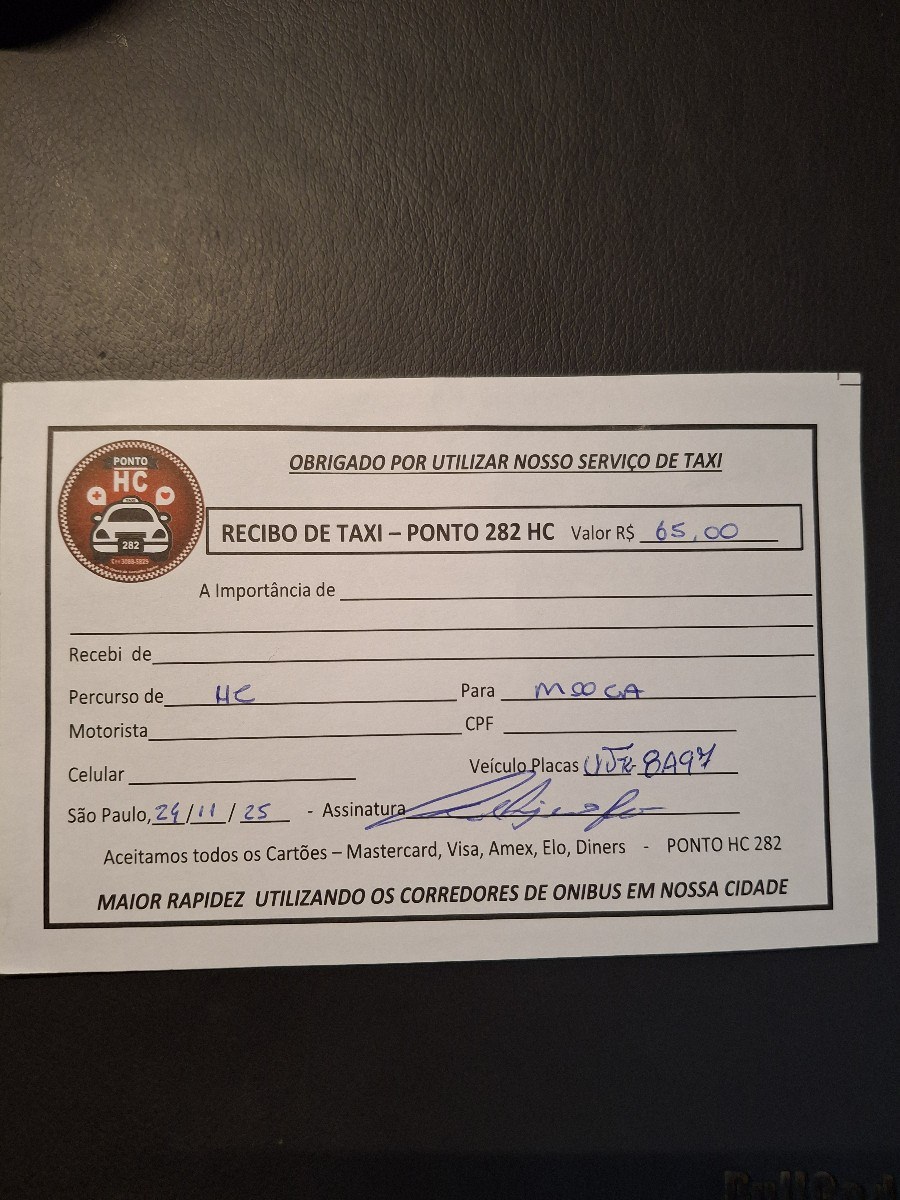 PONTO
HC
TAXI
282
OBRIGADO POR UTILIZAR NOSSO SERVIÇO DE TAXI
RECIBO DE TAXI – PONTO 282 HC Valor R$ 65,00
A Importância de
Recebi de
Percurso de HC Para MOOCA
Motorista CPF
Celular Veículo Placas 8A97
São Paulo, 24/11/25 - Assinatura
Aceitamos todos os Cartões – Mastercard, Visa, Amex, Elo, Diners - PONTO HC 282
MAIOR RAPIDEZ UTILIZANDO OS CORREDORES DE ONIBUS EM NOSSA CIDADE